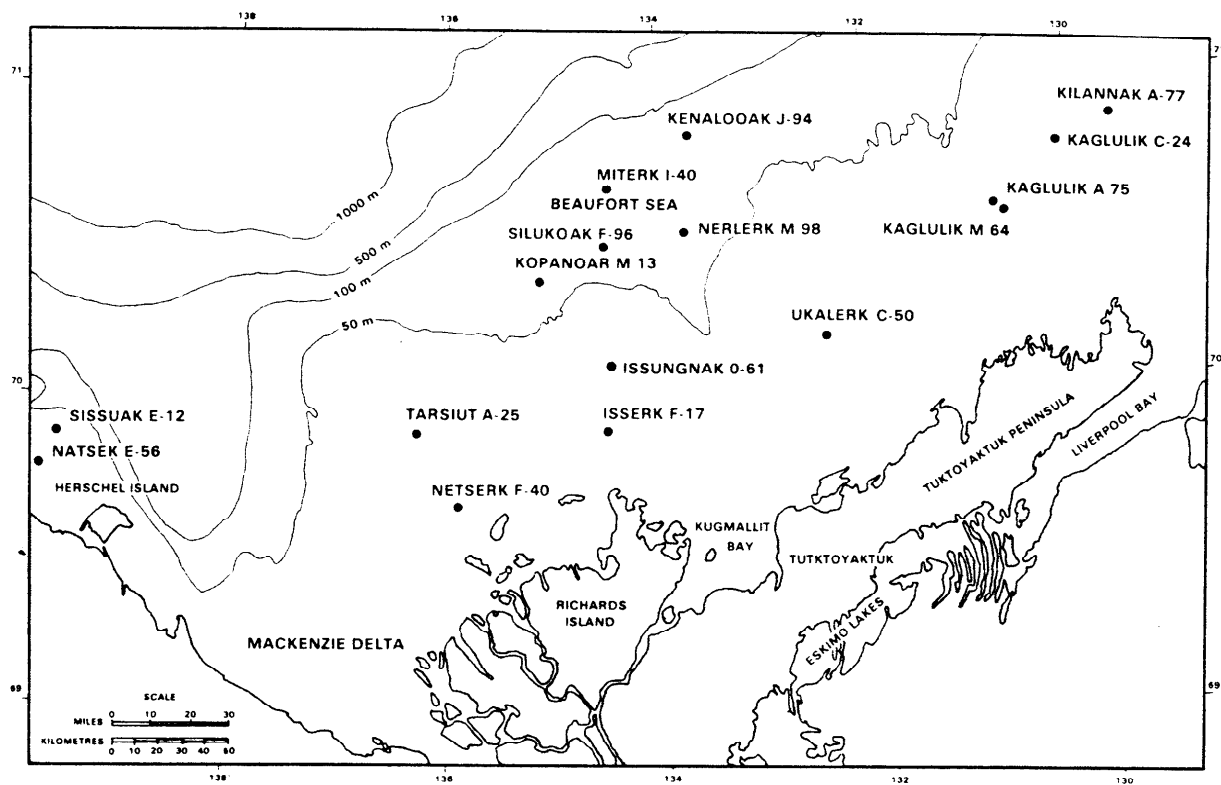 138 136 134 132 130
71
KILANNAK A-77
KENALOOAK J-94
KAGLULIK C-24
MITERK I-40
KAGLULIK A 75
BEAUFORT SEA
1000 m
SILUKOAK F-96
NERLERK M 98
KAGLULIK M 64
500 m
KOPANOAR M 13
100 m
50 m
UKALERK C-50
70 70
ISSUNGNAK 0-61
SISSUAK E-12
TARSIUT A-25
ISSERK F-17
NATSEK E-56
HERSCHEL ISLAND
NETSERK F-40
TUKTOYAKTUK PENINSULA
LIVERPOOL BAY
KUGMALLIT
BAY
TUTKTOYAKTUK
RICHARDS
ISLAND
ESKIMO LAKES
MACKENZIE DELTA
69 69
SCALE
MILES 0 10 20 30
KILOMETRES 0 10 20 30 40 60
138 136 134 132 130